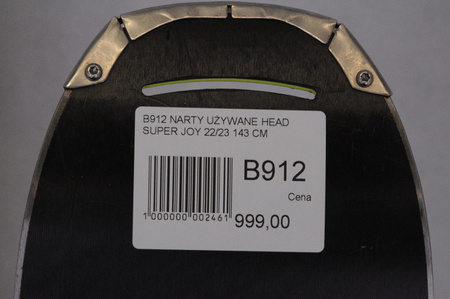 B912 NARTY UŻYWANE HEAD
SUPER JOY 22/23 143 CM
B912
Cena
1 000000 002461
999,00